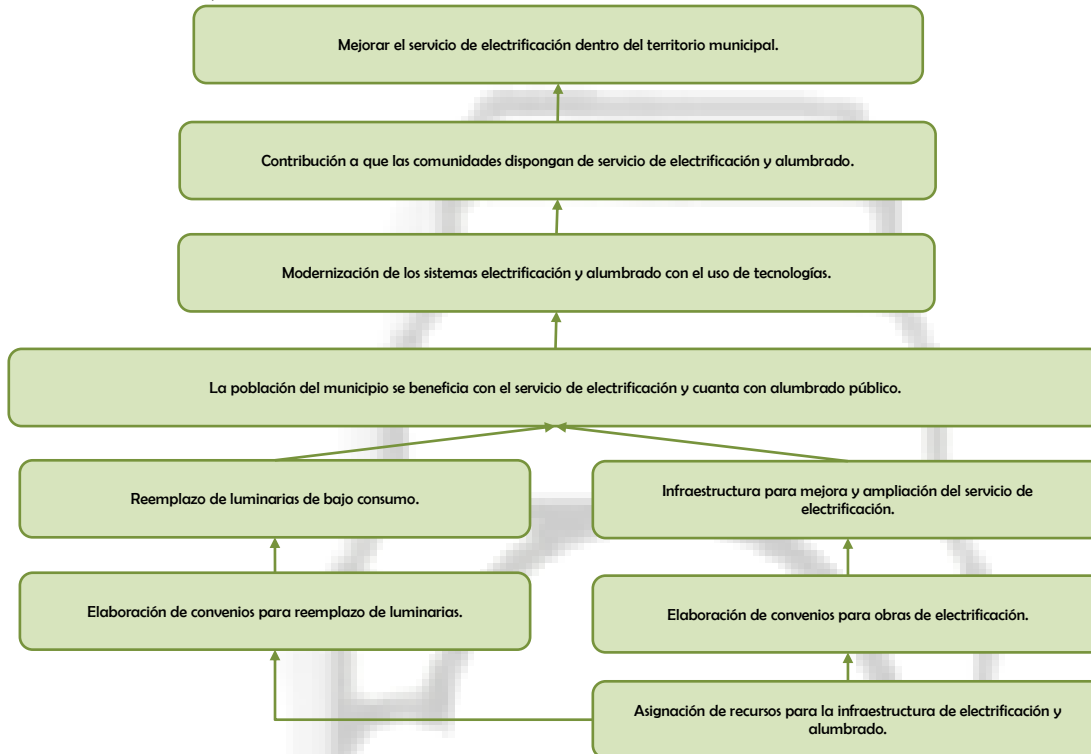 Mejorar el servicio de electrificación dentro del territorio municipal.
Contribución a que las comunidades dispongan de servicio de electrificación y alumbrado.
Modernización de los sistemas electrificación y alumbrado con el uso de tecnologías.
La población del municipio se beneficia con el servicio de electrificación y cuanta con alumbrado público.
Reemplazo de luminarias de bajo consumo.
Infraestructura para mejora y ampliación del servicio de
electrificación.
Elaboración de convenios para reemplazo de luminarias.
Elaboración de convenios para obras de electrificación.
Asignación de recursos para la infraestructura de electrificación y
alumbrado.